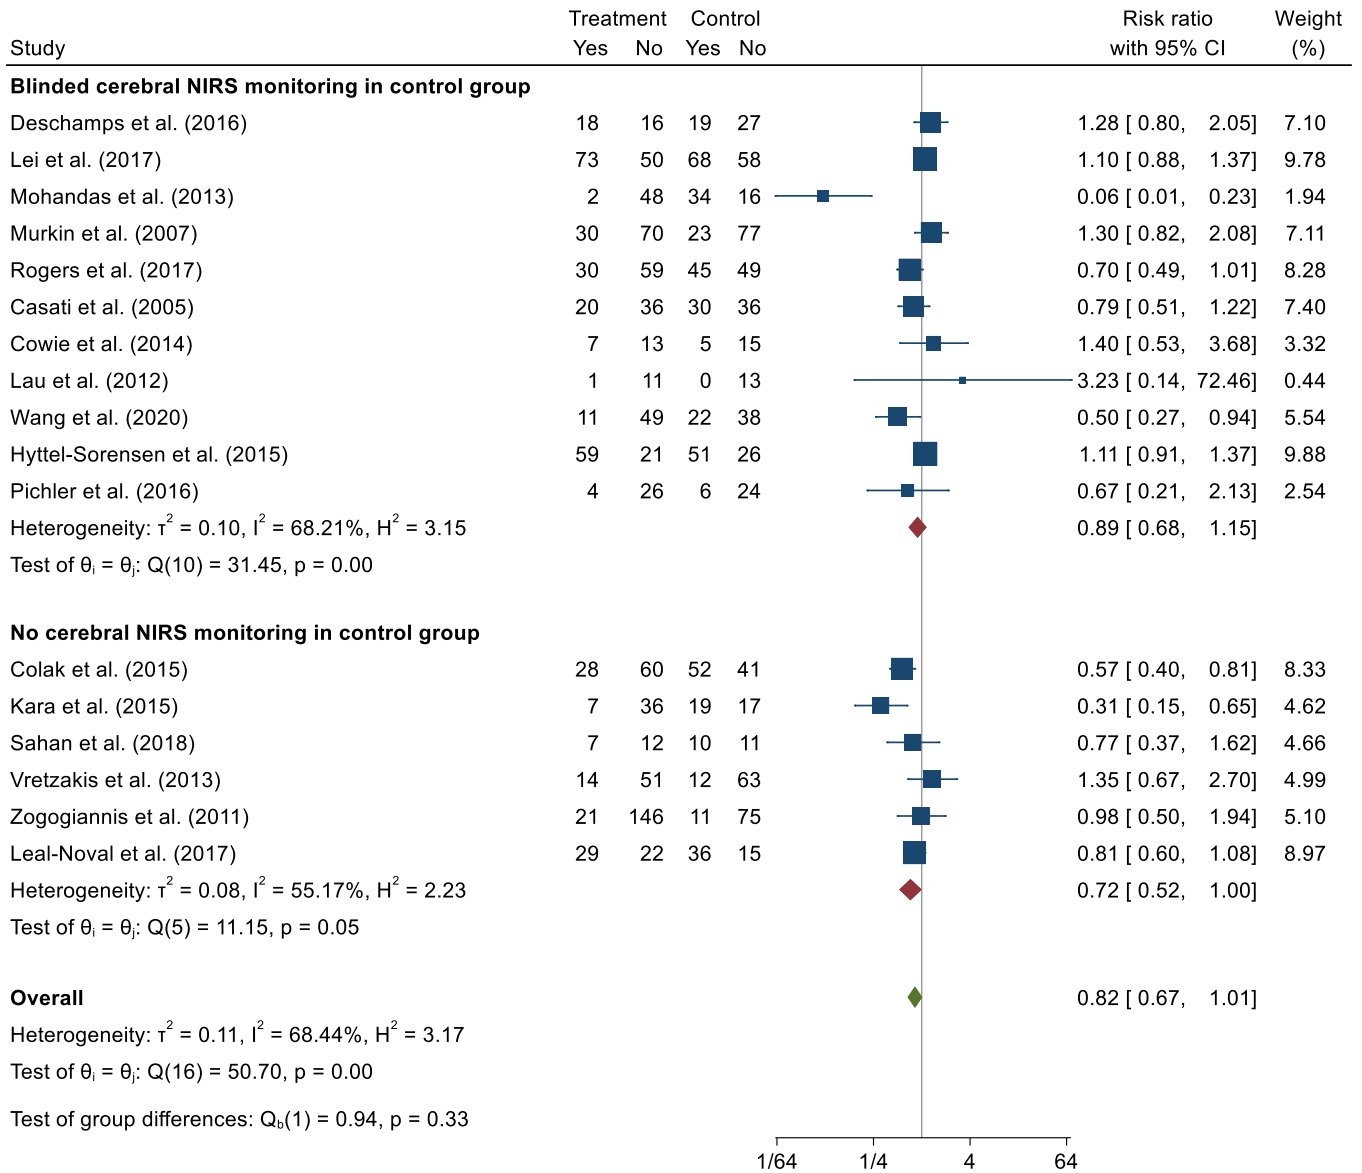 Treatment Control Risk ratio Weight
Study Yes No Yes No with 95% CI (%)
Blinded cerebral NIRS monitoring in control group
Deschamps et al. (2016) 18 16 19 27 1.28 [ 0.80, 2.05] 7.10
Lei et al. (2017) 73 50 68 58 1.10 [ 0.88, 1.37] 9.78
Mohandas et al. (2013) 2 48 34 16 0.06 [ 0.01, 0.23] 1.94
Murkin et al. (2007) 30 70 23 77 1.30 [ 0.82, 2.08] 7.11
Rogers et al. (2017) 30 59 45 49 0.70 [ 0.49, 1.01] 8.28
Casati et al. (2005) 20 36 30 36 0.79 [ 0.51, 1.22] 7.40
Cowie et al. (2014) 7 13 5 15 1.40 [ 0.53, 3.68] 3.32
Lau et al. (2012) 1 11 0 13 3.23 [ 0.14, 72.46] 0.44
Wang et al. (2020) 11 49 22 38 0.50 [ 0.27, 0.94] 5.54
Hyttel-Sorensen et al. (2015) 59 21 51 26 1.11 [ 0.91, 1.37] 9.88
Pichler et al. (2016) 4 26 6 24 0.67 [ 0.21, 2.13] 2.54
Heterogeneity: τ² = 0.10, I² = 68.21%, H² = 3.15 0.89 [ 0.68, 1.15]
Test of θᵢ = θⱼ: Q(10) = 31.45, p = 0.00
No cerebral NIRS monitoring in control group
Colak et al. (2015) 28 60 52 41 0.57 [ 0.40, 0.81] 8.33
Kara et al. (2015) 7 36 19 17 0.31 [ 0.15, 0.65] 4.62
Sahan et al. (2018) 7 12 10 11 0.77 [ 0.37, 1.62] 4.66
Vretzakis et al. (2013) 14 51 12 63 1.35 [ 0.67, 2.70] 4.99
Zogogiannis et al. (2011) 21 146 11 75 0.98 [ 0.50, 1.94] 5.10
Leal-Noval et al. (2017) 29 22 36 15 0.81 [ 0.60, 1.08] 8.97
Heterogeneity: τ² = 0.08, I² = 55.17%, H² = 2.23 0.72 [ 0.52, 1.00]
Test of θᵢ = θⱼ: Q(5) = 11.15, p = 0.05
Overall 0.82 [ 0.67, 1.01]
Heterogeneity: τ² = 0.11, I² = 68.44%, H² = 3.17
Test of θᵢ = θⱼ: Q(16) = 50.70, p = 0.00
Test of group differences: Q_b(1) = 0.94, p = 0.33
1/64 1/4 4 64